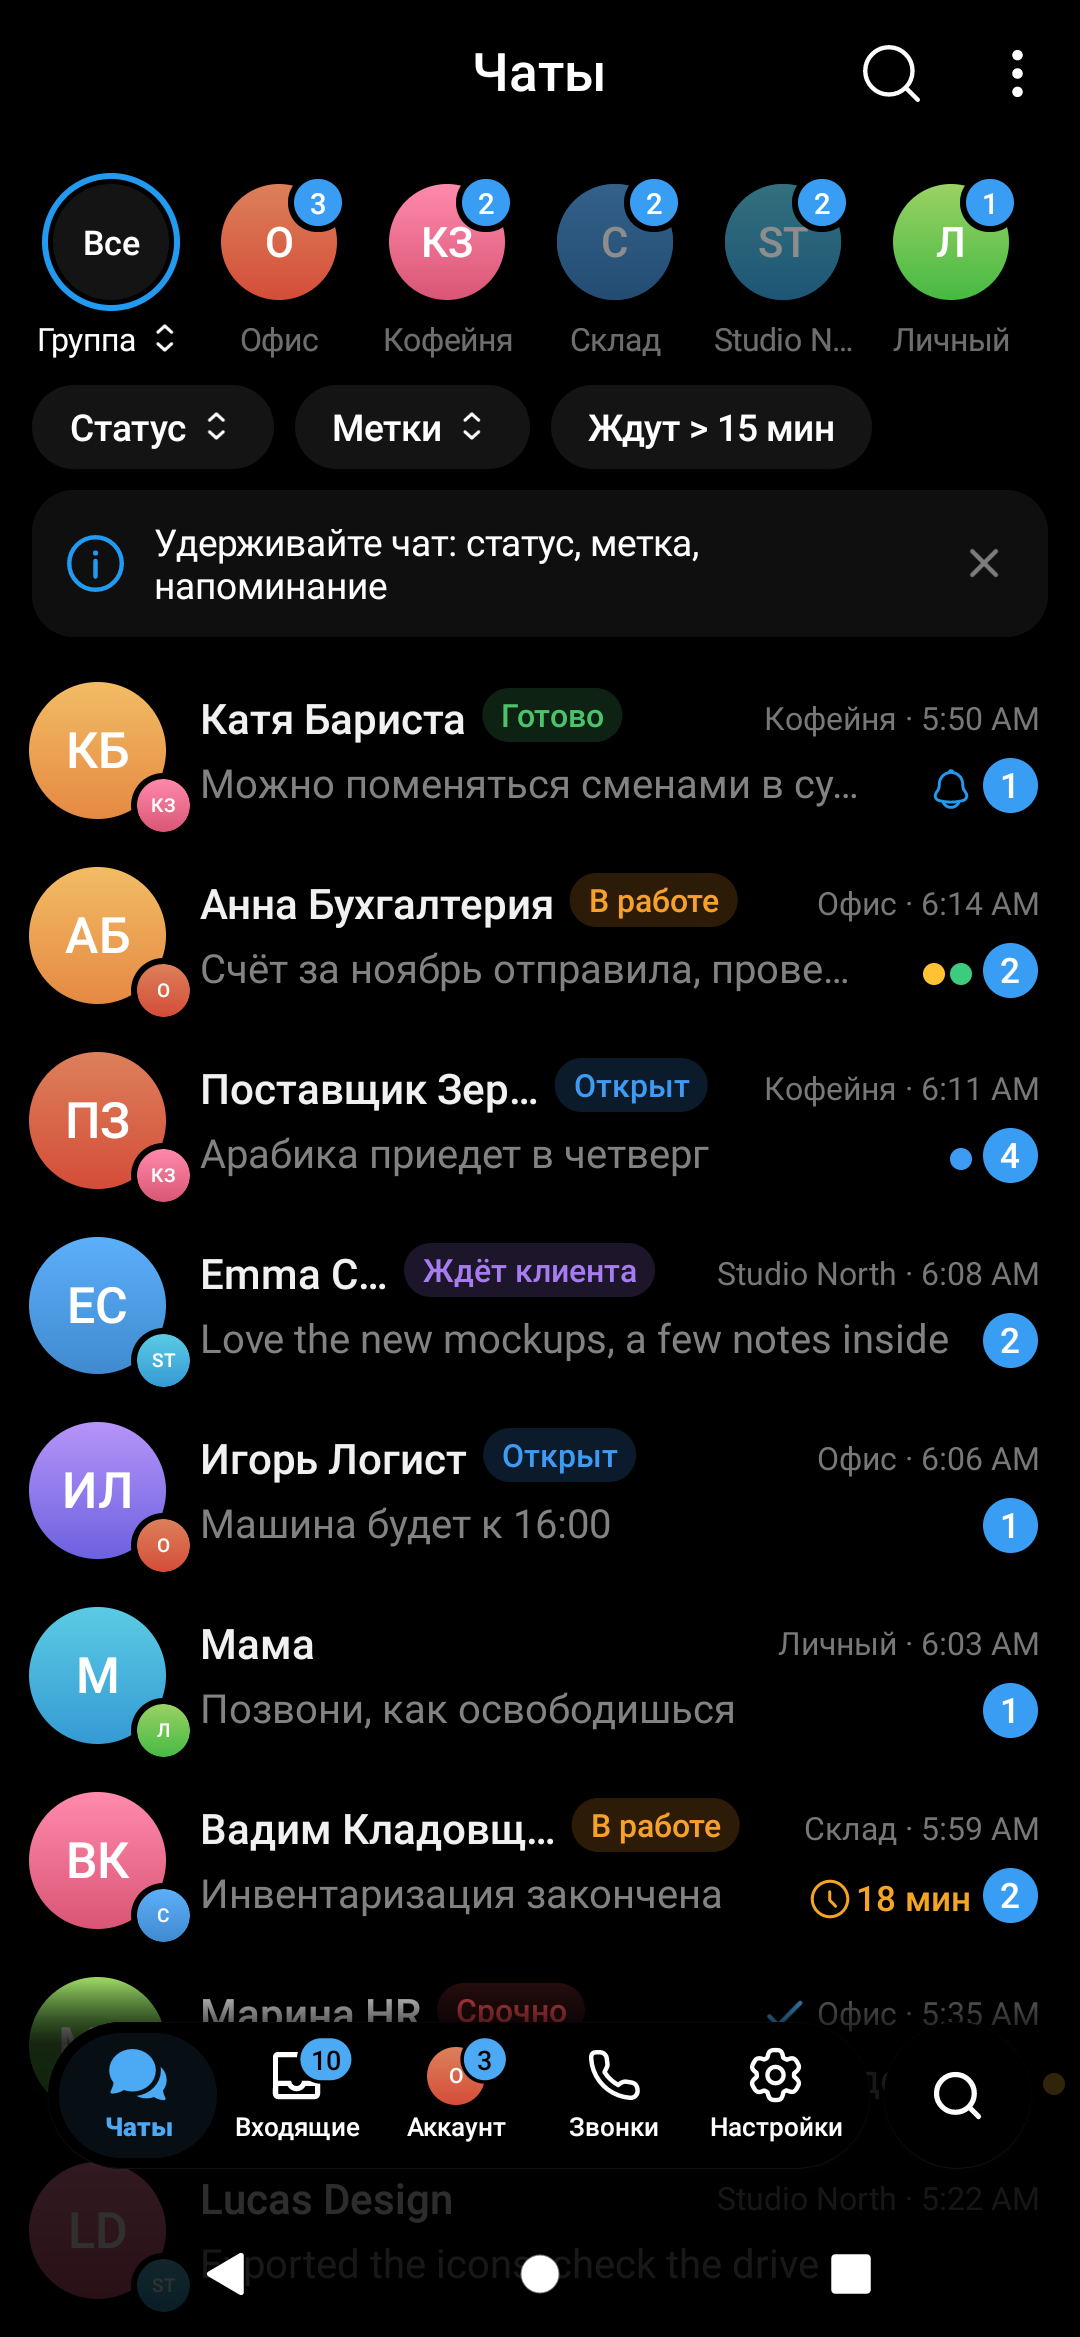 Чаты
Все
О 3
КЗ 2
С 2
ST 2
Л 1
Группа
Офис
Кофейня
Склад
Studio N...
Личный
Статус
Метки
Ждут > 15 мин
Удерживайте чат: статус, метка,
напоминание
КБ
КЗ
Катя Бариста Готово Кофейня · 5:50 AM
Можно поменяться сменами в су... 1
АБ
О
Анна Бухгалтерия В работе Офис · 6:14 AM
Счёт за ноябрь отправила, прове... 2
ПЗ
КЗ
Поставщик Зер... Открыт Кофейня · 6:11 AM
Арабика приедет в четверг 4
EC
ST
Emma C... Ждёт клиента Studio North · 6:08 AM
Love the new mockups, a few notes inside 2
ИЛ
О
Игорь Логист Открыт Офис · 6:06 AM
Машина будет к 16:00 1
М
Л
Мама Личный · 6:03 AM
Позвони, как освободишься 1
ВК
С
Вадим Кладовщ... В работе Склад · 5:59 AM
Инвентаризация закончена 18 мин 2
Марина HR Срочно Офис · 5:35 AM
Чаты
10
Входящие
О 3
Аккаунт
Звонки
Настройки
LD
ST
Lucas Design Studio North · 5:22 AM
Exported the icons, check the drive